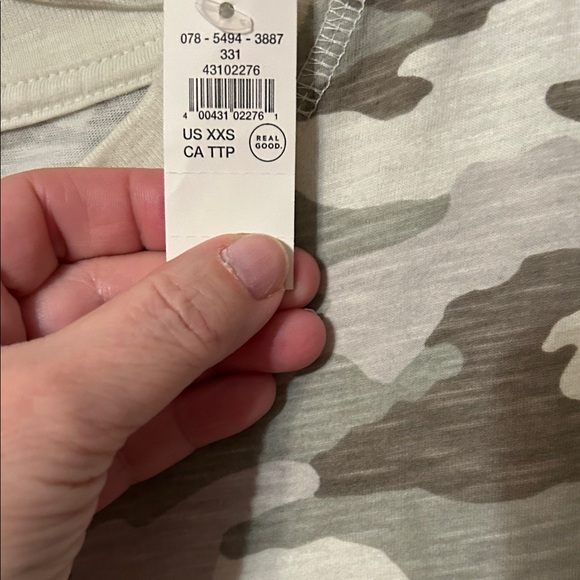 078 - 5494 - 3887
331
43102276
4 00431 02276 1
US XXS
CA TTP
REAL
GOOD.